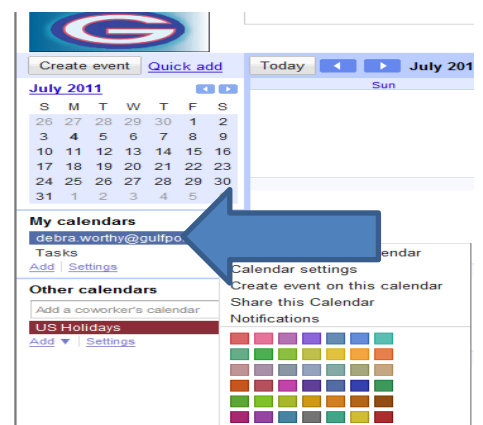 G
Create event Quick add
Today July 201
Sun
July 2011
S M T W T F S
26 27 28 29 30 1 2
3 4 5 6 7 8 9
10 11 12 13 14 15 16
17 18 19 20 21 22 23
24 25 26 27 28 29 30
31 1 2 3 4 5
My calendars
debra.worthy@gulfpo
Tasks
Add Settings
Other calendars
Add a coworker's calendar
US Holidays
Add Settings
endar
Calendar settings
Create event on this calendar
Share this Calendar
Notifications